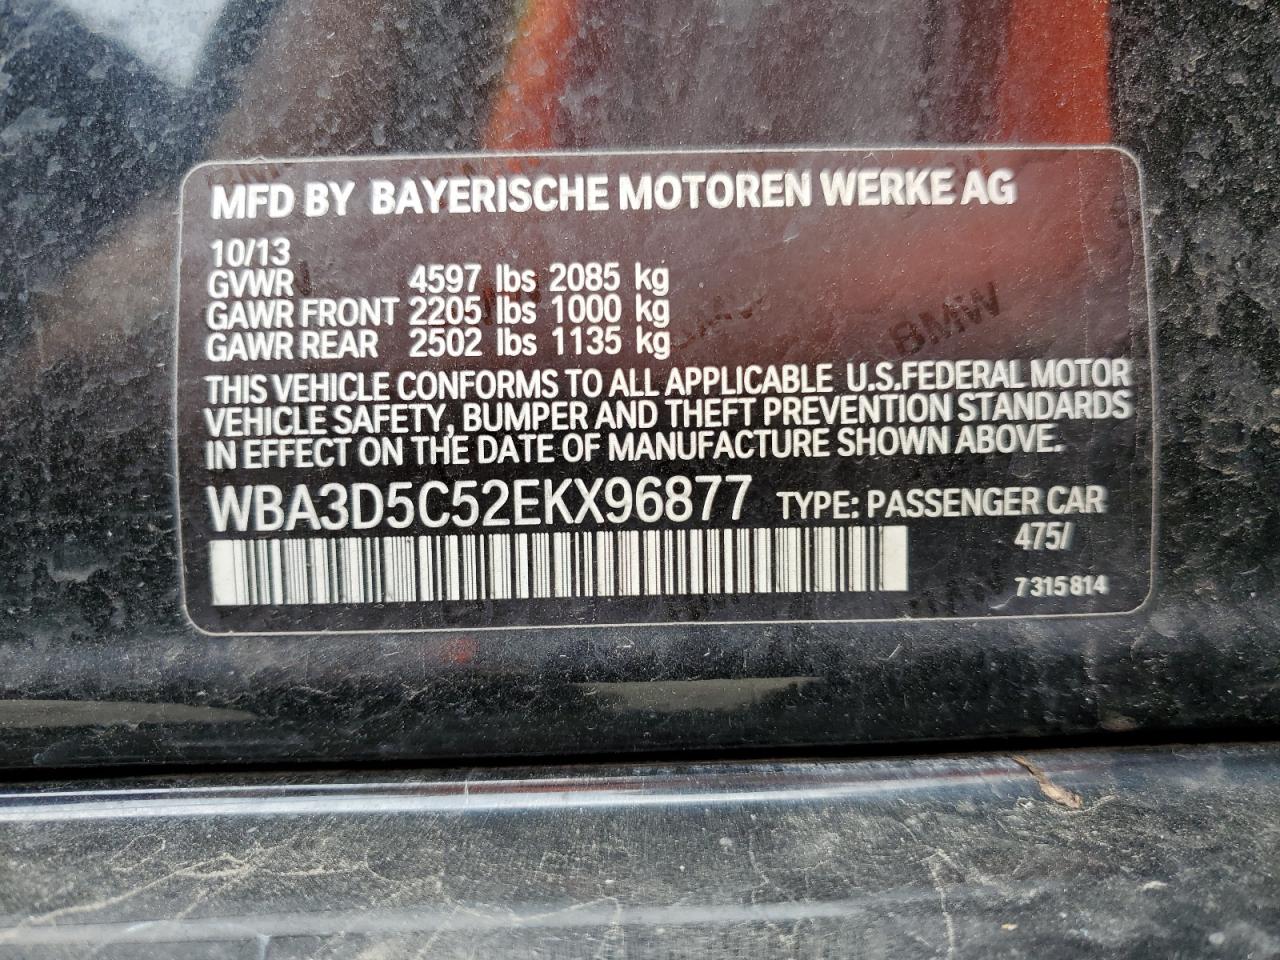 MFD BY BAYERISCHE MOTOREN WERKE AG
10/13
GVWR 4597 lbs 2085 kg
GAWR FRONT 2205 lbs 1000 kg
GAWR REAR 2502 lbs 1135 kg
THIS VEHICLE CONFORMS TO ALL APPLICABLE U.S.FEDERAL MOTOR
VEHICLE SAFETY, BUMPER AND THEFT PREVENTION STANDARDS
IN EFFECT ON THE DATE OF MANUFACTURE SHOWN ABOVE.
WBA3D5C52EKX96877 TYPE: PASSENGER CAR
475/
7 315 814
BMW